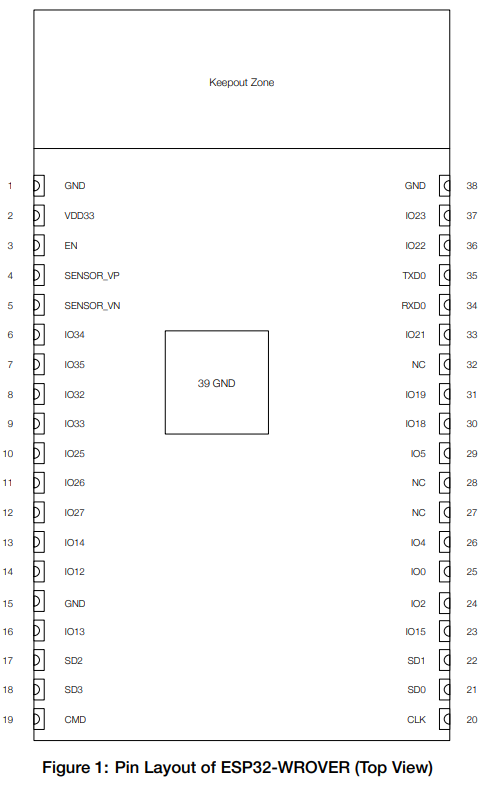 Keepout Zone
1 GND GND 38
2 VDD33 IO23 37
3 EN IO22 36
4 SENSOR_VP TXD0 35
5 SENSOR_VN RXD0 34
6 IO34 IO21 33
7 IO35 NC 32
39 GND
8 IO32 IO19 31
9 IO33 IO18 30
10 IO25 IO5 29
11 IO26 NC 28
12 IO27 NC 27
13 IO14 IO4 26
14 IO12 IO0 25
15 GND IO2 24
16 IO13 IO15 23
17 SD2 SD1 22
18 SD3 SD0 21
19 CMD CLK 20
Figure 1: Pin Layout of ESP32-WROVER (Top View)